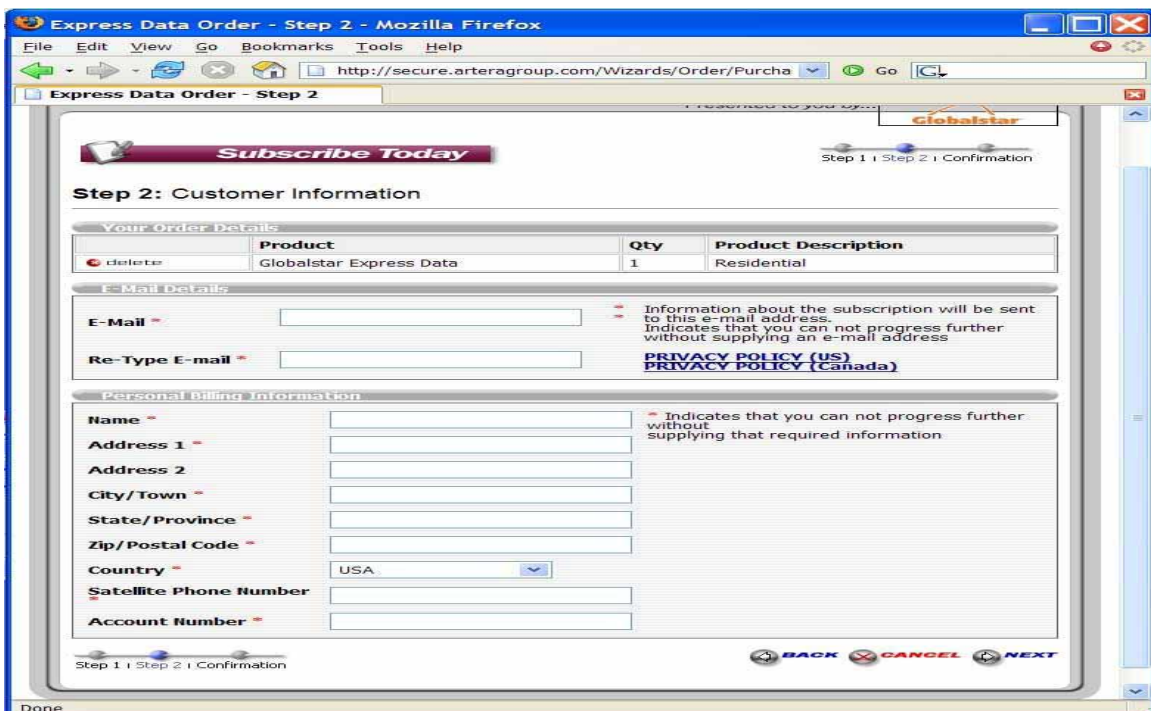 Express Data Order - Step 2 - Mozilla Firefox
File Edit View Go Bookmarks Tools Help
http://secure.arteragroup.com/Wizards/Order/Purcha Go G
Express Data Order - Step 2
Presented to you by...
Globalstar
Subscribe Today
Step 1 Step 2 Confirmation
Step 2: Customer Information
Your Order Details
Product Qty Product Description
delete Globalstar Express Data 1 Residential
E-Mail Details
E-Mail *
* Information about the subscription will be sent
* to this e-mail address.
Indicates that you can not progress further
without supplying an e-mail address
Re-Type E-mail *
PRIVACY POLICY (US)
PRIVACY POLICY (Canada)
Personal Billing Information
Name *
* Indicates that you can not progress further
without
supplying that required information
Address 1 *
Address 2
City/Town *
State/Province *
Zip/Postal Code *
Country * USA
Satellite Phone Number
*
Account Number *
Step 1 Step 2 Confirmation
BACK CANCEL NEXT
Done